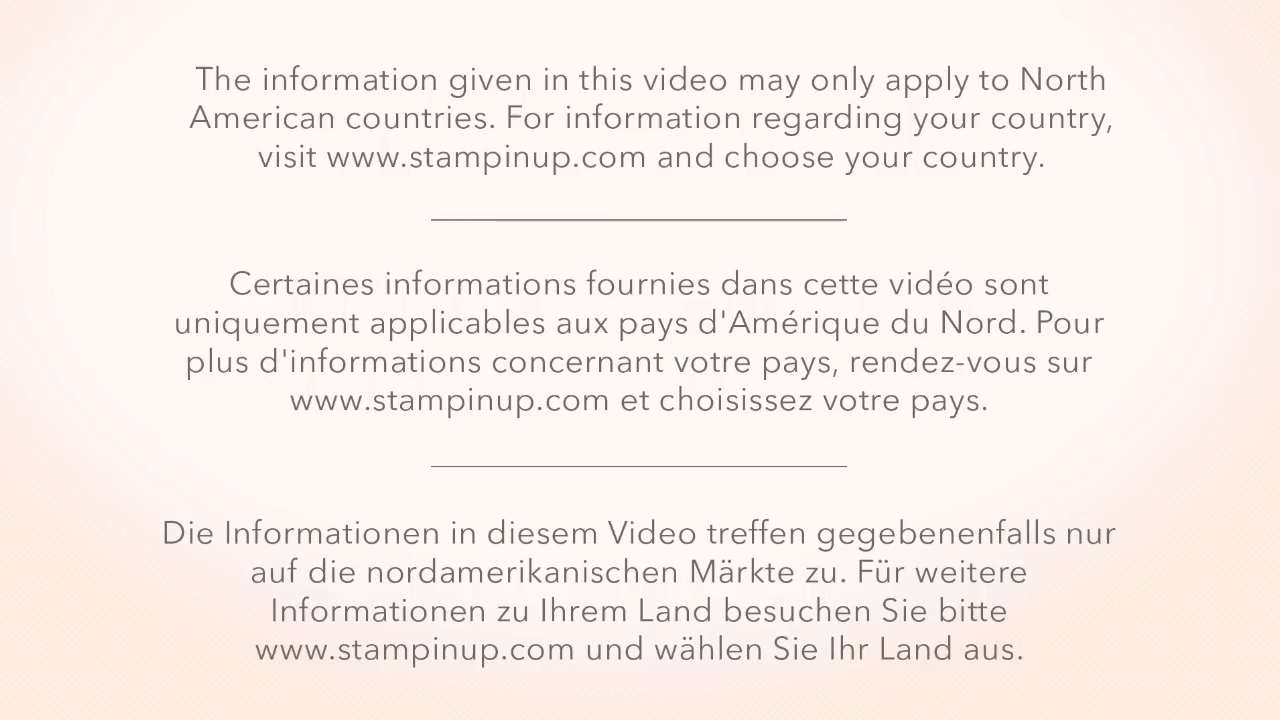 The information given in this video may only apply to North
American countries. For information regarding your country,
visit www.stampinup.com and choose your country.
Certaines informations fournies dans cette vidéo sont
uniquement applicables aux pays d'Amérique du Nord. Pour
plus d'informations concernant votre pays, rendez-vous sur
www.stampinup.com et choisissez votre pays.
Die Informationen in diesem Video treffen gegebenenfalls nur
auf die nordamerikanischen Märkte zu. Für weitere
Informationen zu Ihrem Land besuchen Sie bitte
www.stampinup.com und wählen Sie Ihr Land aus.